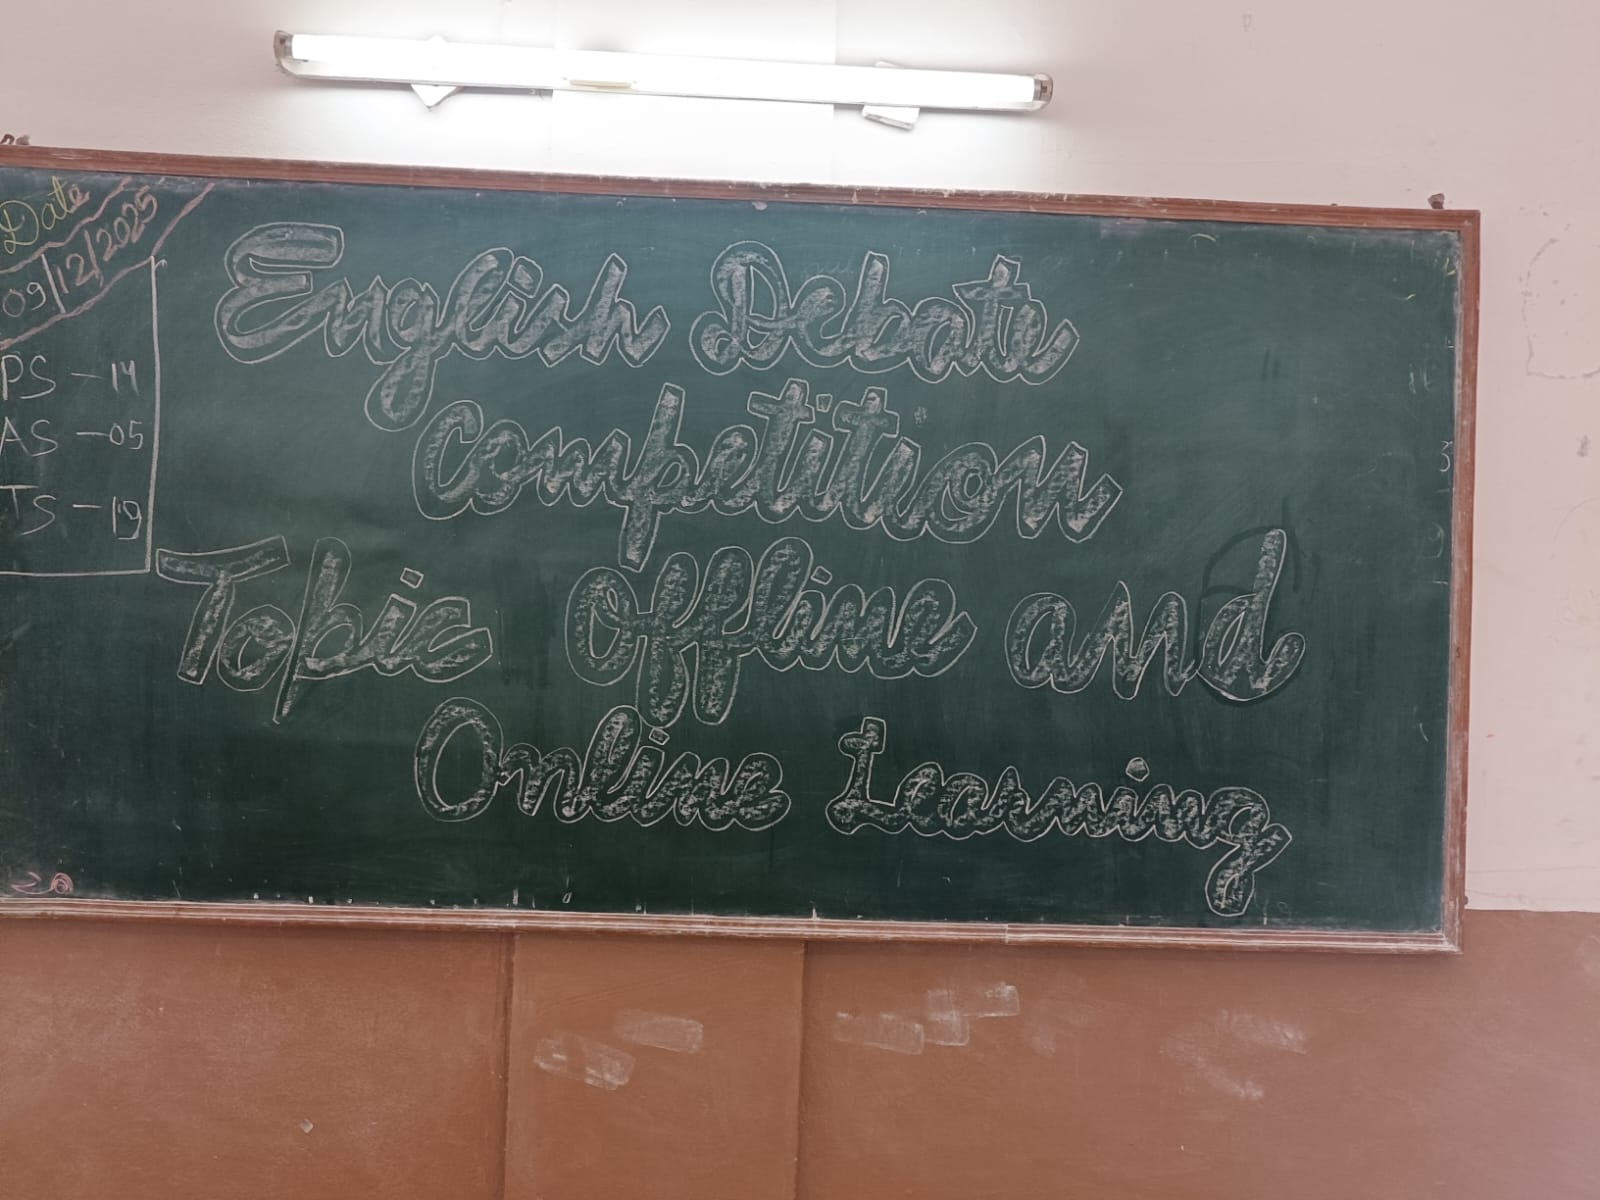 Date
09/12/2025
PS - 14
AS - 05
TS - 19
English Debate
Competition
Topic offline and
Online Learning